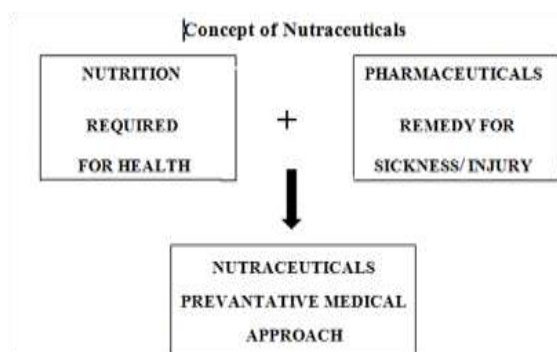 Concept of Nutraceuticals
NUTRITION
REQUIRED
FOR HEALTH
+
PHARMACEUTICALS
REMEDY FOR
SICKNESS/ INJURY
NUTRACEUTICALS
PREVANTATIVE MEDICAL
APPROACH